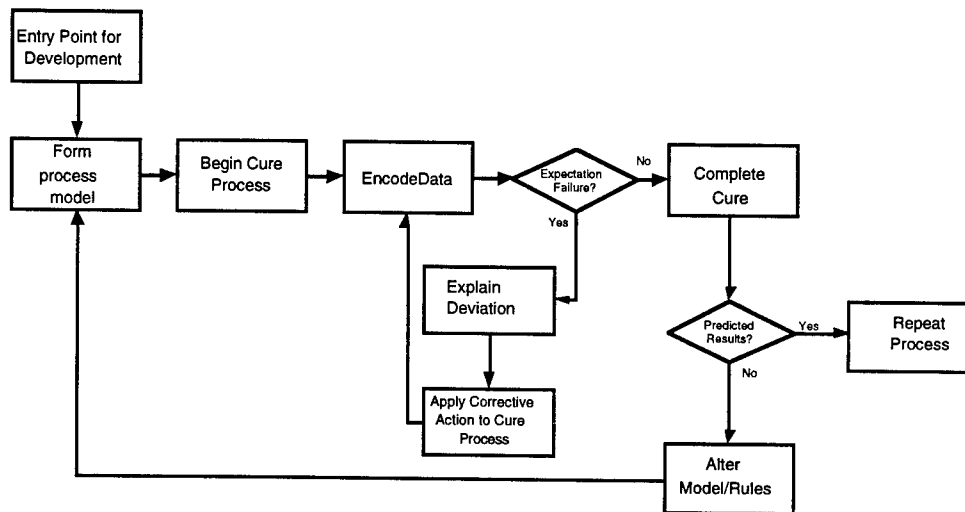 Entry Point for
Development
Form
process
model
Begin Cure
Process
EncodeData
Expectation
Failure?
No
Yes
Complete
Cure
Explain
Deviation
Apply Corrective
Action to Cure
Process
Predicted
Results?
Yes
No
Repeat
Process
Alter
Model/Rules